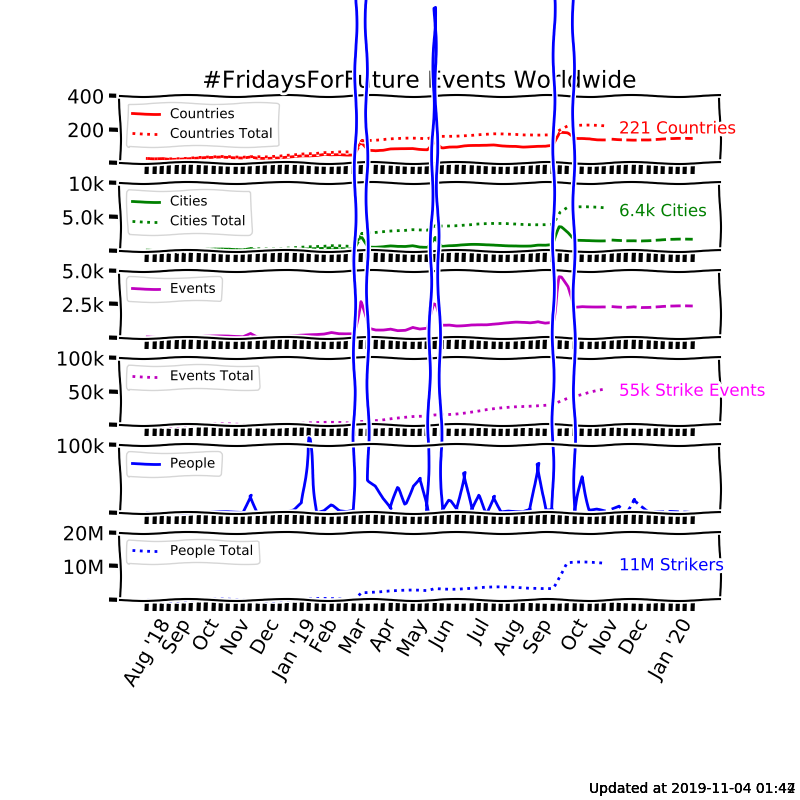 #FridaysForFuture Events Worldwide
400
200
Countries
Countries Total
221 Countries
10k
5.0k
Cities
Cities Total
6.4k Cities
5.0k
2.5k
Events
100k
50k
Events Total
55k Strike Events
100k
People
20M
10M
People Total
11M Strikers
Aug '18 Sep Oct Nov Dec Jan '19 Feb Mar Apr May Jun Jul Aug Sep Oct Nov Dec Jan '20
Updated at 2019-11-04